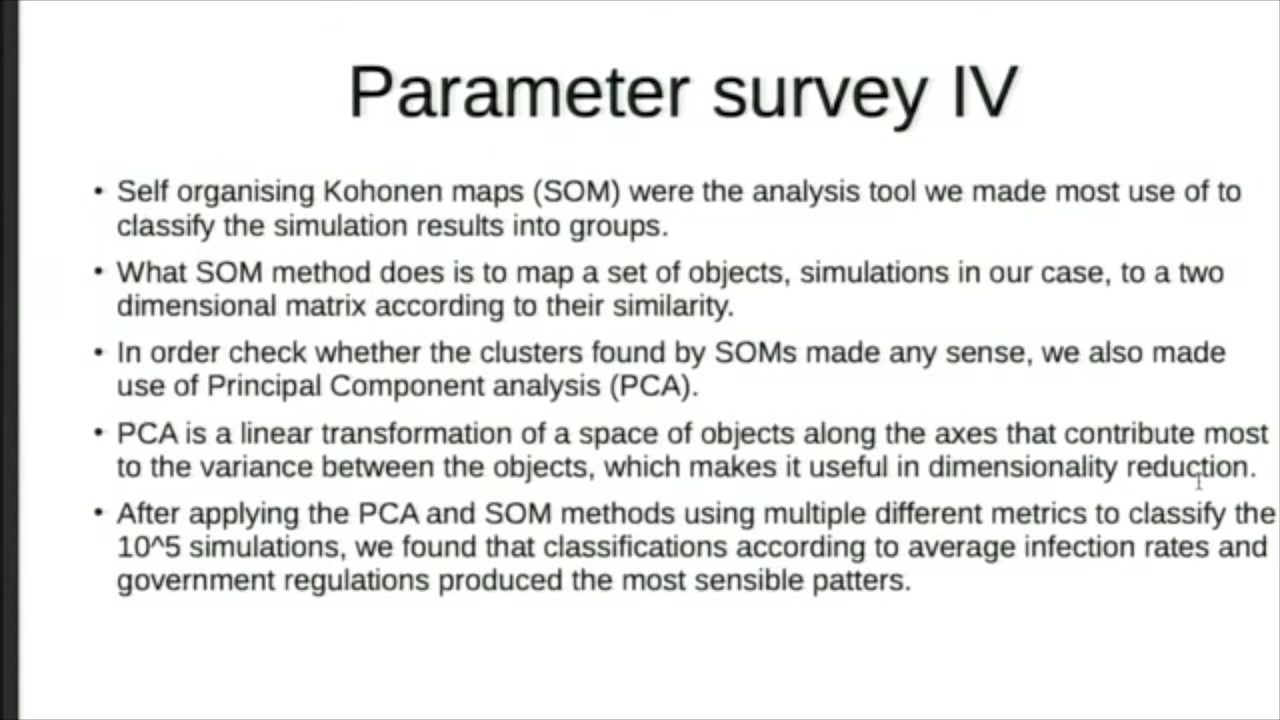 Parameter survey IV
• Self organising Kohonen maps (SOM) were the analysis tool we made most use of to
classify the simulation results into groups.
• What SOM method does is to map a set of objects, simulations in our case, to a two
dimensional matrix according to their similarity.
• In order check whether the clusters found by SOMs made any sense, we also made
use of Principal Component analysis (PCA).
• PCA is a linear transformation of a space of objects along the axes that contribute most
to the variance between the objects, which makes it useful in dimensionality reduction.
• After applying the PCA and SOM methods using multiple different metrics to classify the
10^5 simulations, we found that classifications according to average infection rates and
government regulations produced the most sensible patters.